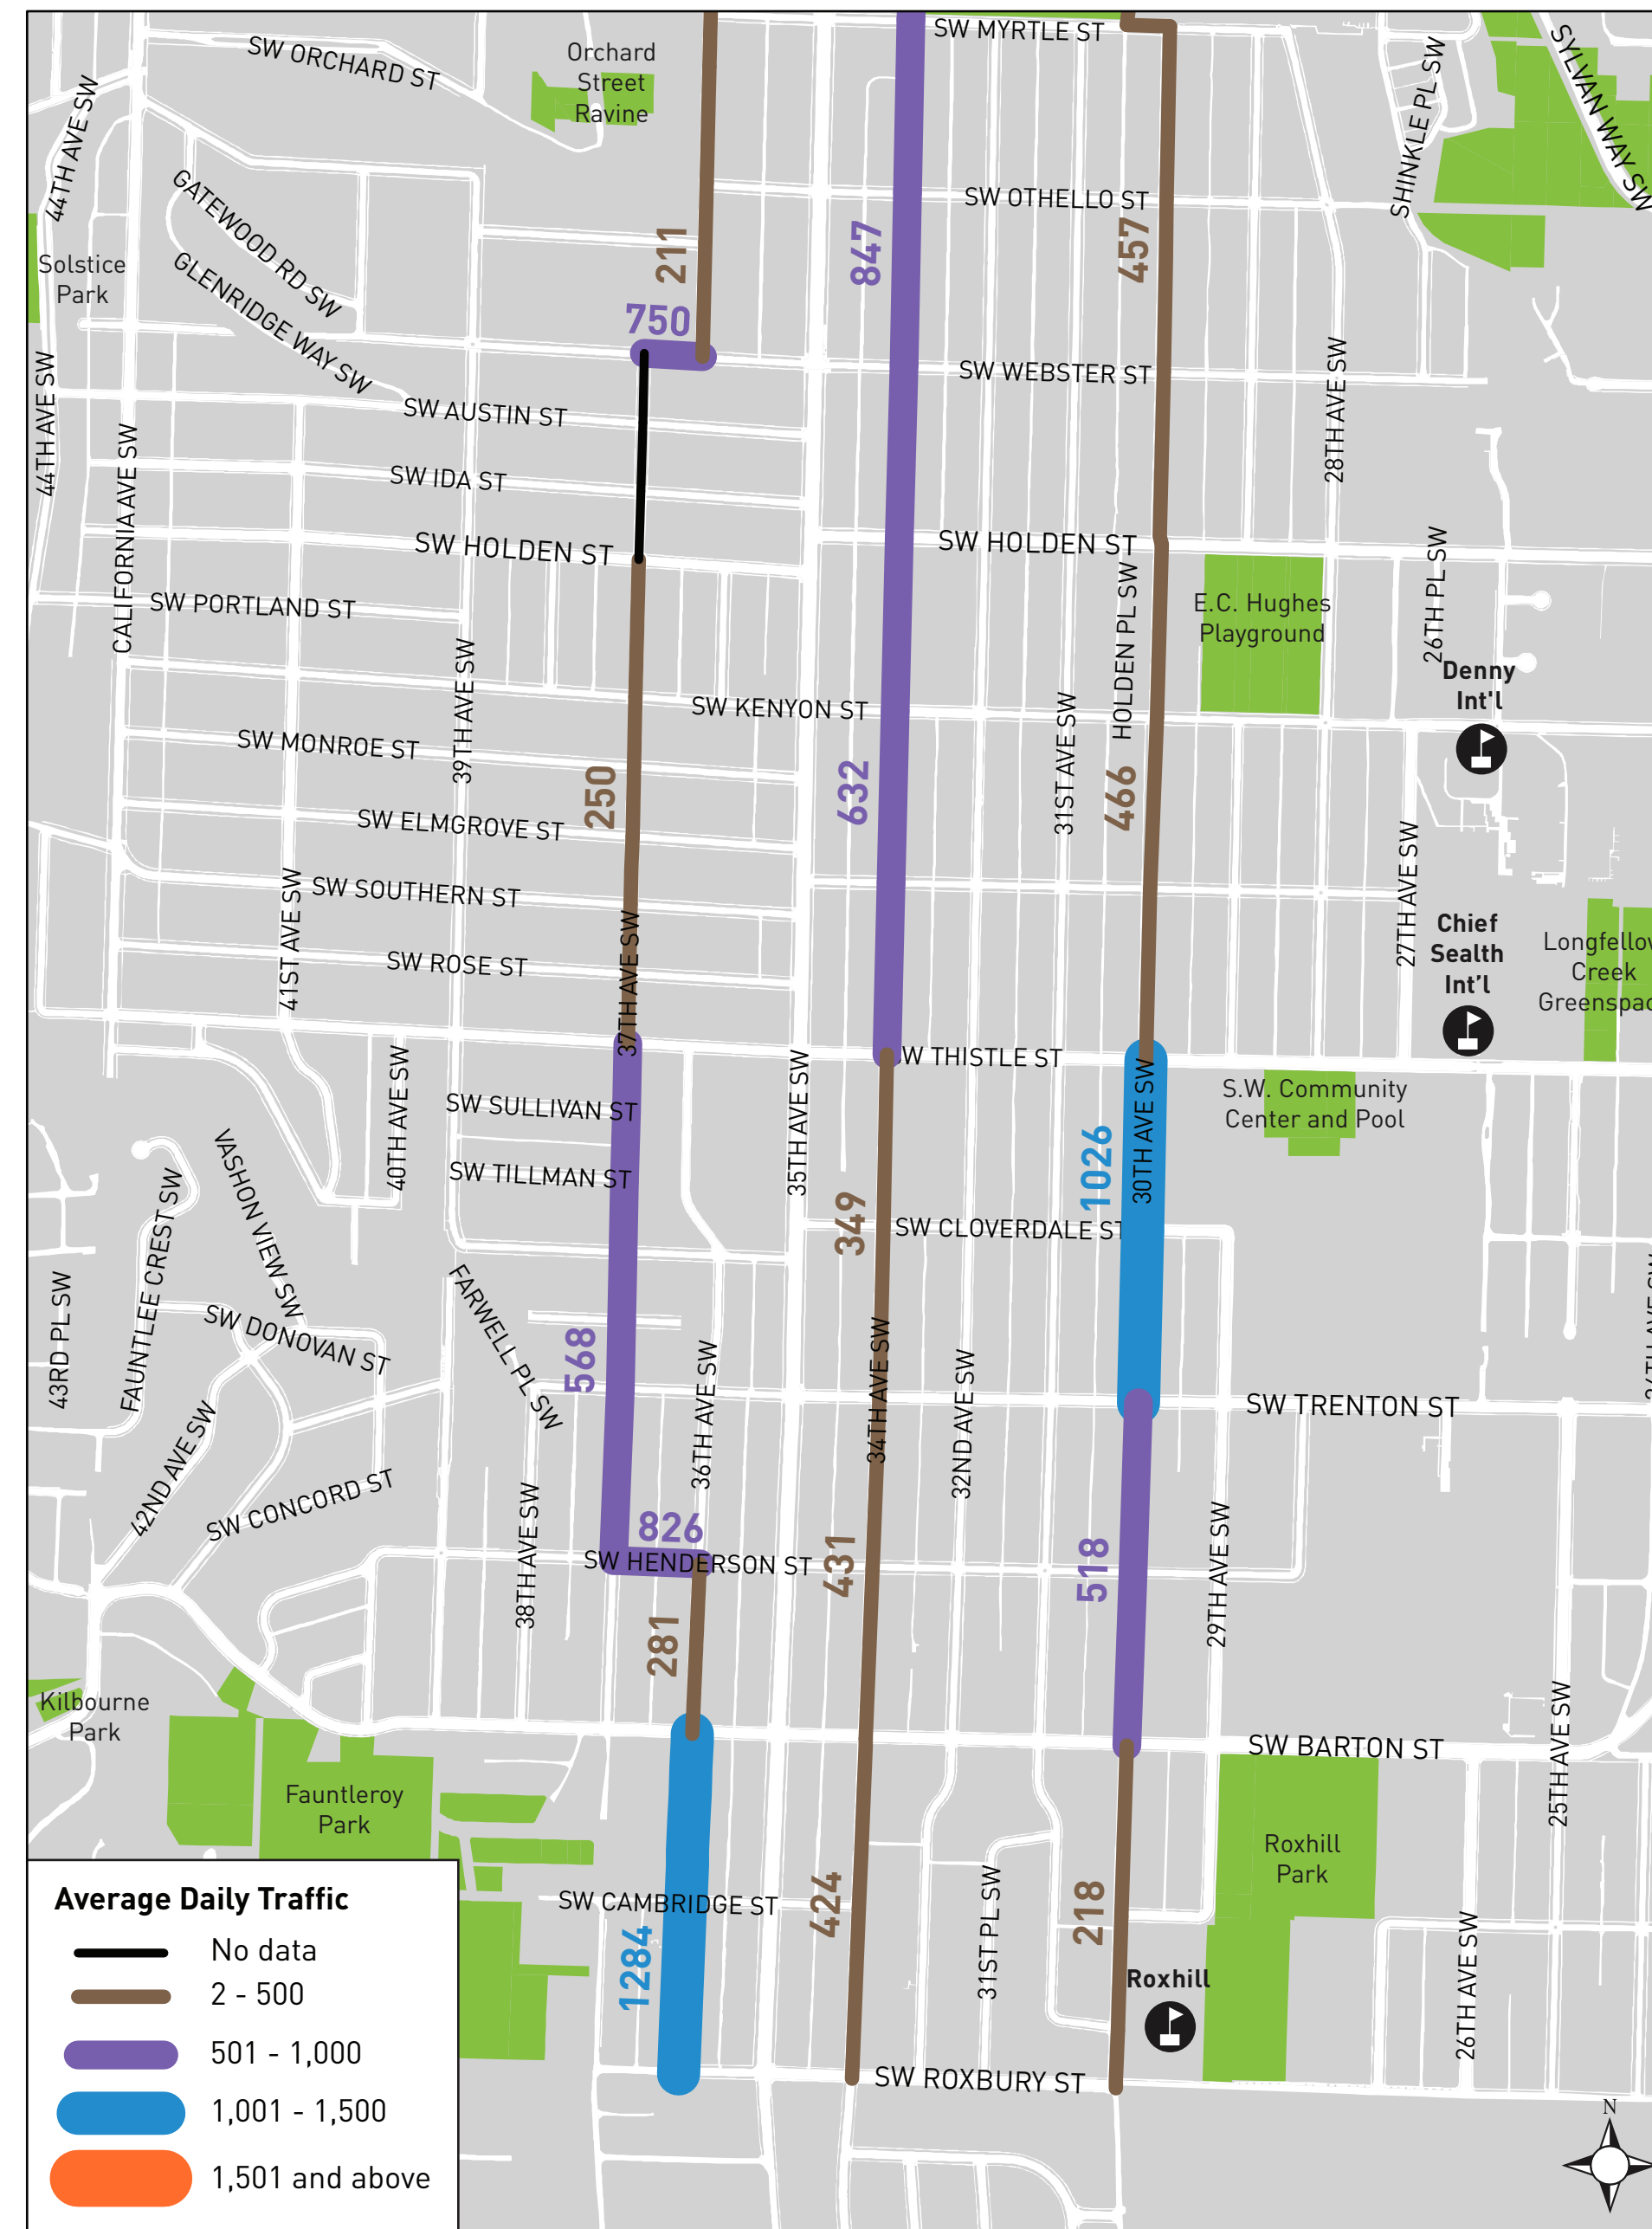 SW MYRTLE ST
SW ORCHARD ST
Orchard
Street
Ravine
44TH AVE SW
SHINKLE PL SW
SYLVAN WAY SW
GATEWOOD RD SW
SW OTHELLO ST
GLENRIDGE WAY SW
Solstice
Park
211
847
457
750
44TH AVE SW
SW WEBSTER ST
28TH AVE SW
SW AUSTIN ST
CALIFORNIA AVE SW
SW IDA ST
SW HOLDEN ST
SW HOLDEN ST
HOLDEN PL SW
26TH PL SW
SW PORTLAND ST
E.C. Hughes
Playground
39TH AVE SW
Denny
Int'l
SW KENYON ST
31ST AVE SW
SW MONROE ST
250
632
466
SW ELMGROVE ST
27TH AVE SW
SW SOUTHERN ST
41ST AVE SW
37TH AVE SW
Chief
Sealth
Int’l
Longfellow
Creek
Greenspac
SW ROSE ST
W THISTLE ST
40TH AVE SW
35TH AVE SW
30TH AVE SW
S.W. Community
Center and Pool
SW SULLIVAN ST
1026
VASHON VIEW SW
SW TILLMAN ST
FAUNTLEE CREST SW
349
SW CLOVERDALE ST
43RD PL SW
FARWELL PL SW
SW DONOVAN ST
568
36TH AVE SW
34TH AVE SW
32ND AVE SW
SW TRENTON ST
42ND AVE SW
SW CONCORD ST
38TH AVE SW
826
SW HENDERSON ST
431
518
29TH AVE SW
281
Kilbourne
Park
25TH AVE SW
SW BARTON ST
Fauntleroy
Park
Roxhill
Park
SW CAMBRIDGE ST
424
218
1284
31ST PL SW
26TH AVE SW
Roxhill
SW ROXBURY ST
Average Daily Traffic
No data
2 - 500
501 - 1,000
1,001 - 1,500
1,501 and above
N